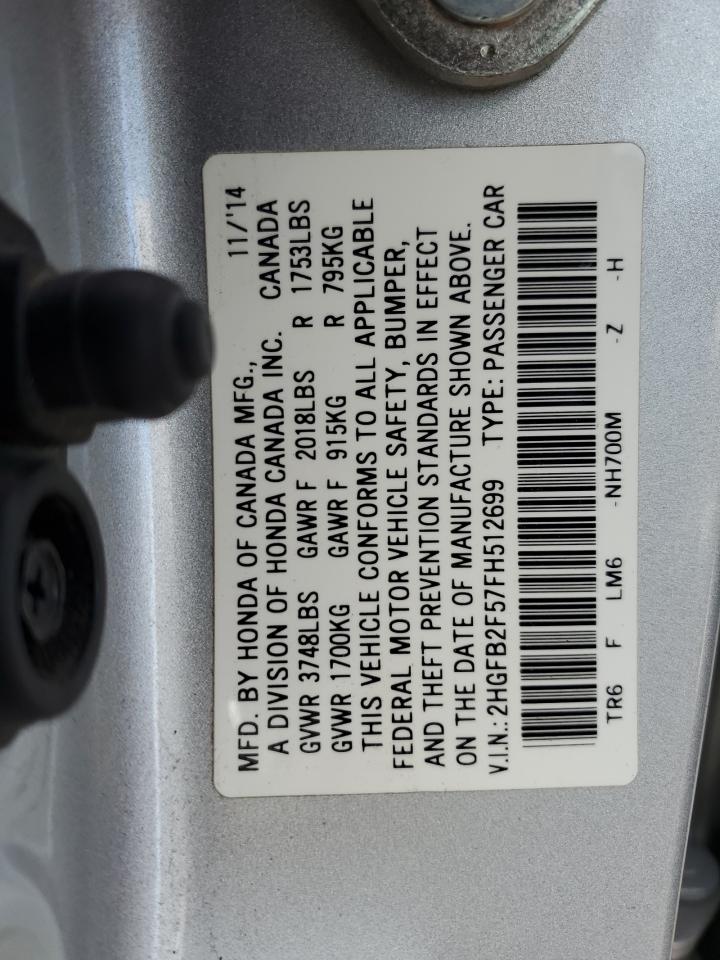 MFD. BY HONDA OF CANADA MFG., 11/'14
A DIVISION OF HONDA CANADA INC. CANADA
GVWR 3748LBS GAWR F 2018LBS R 1753LBS
GVWR 1700KG GAWR F 915KG R 795KG
THIS VEHICLE CONFORMS TO ALL APPLICABLE
FEDERAL MOTOR VEHICLE SAFETY, BUMPER,
AND THEFT PREVENTION STANDARDS IN EFFECT
ON THE DATE OF MANUFACTURE SHOWN ABOVE.
V.I.N.: 2HGFB2F57FH512699 TYPE: PASSENGER CAR
TR6 F LM6 -NH700M -Z -H